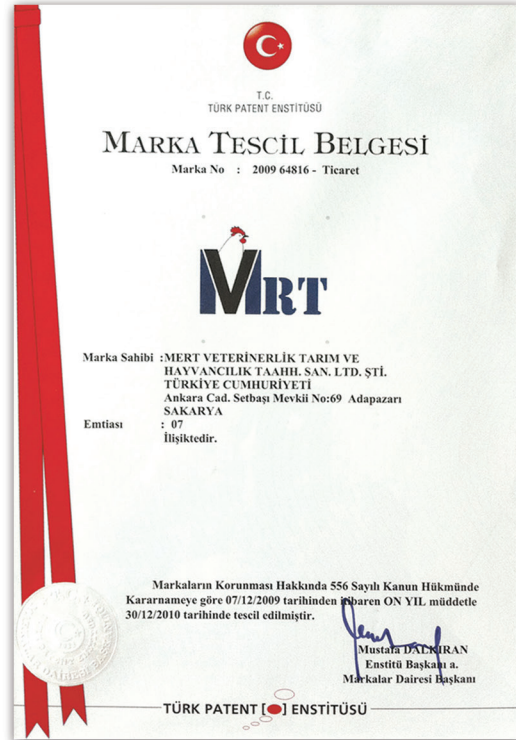 T.C.
TÜRK PATENT ENSTİTÜSÜ
MARKA TESCİL BELGESİ
Marka No : 2009 64816 - Ticaret
MRT
Marka Sahibi :MERT VETERİNERLİK TARIM VE
HAYVANCILIK TAAHH. SAN. LTD. ŞTİ.
TÜRKİYE CUMHURİYETİ
Ankara Cad. Setbaşı Mevkii No:69 Adapazarı
SAKARYA
Emtiası : 07
İlişiktedir.
Markaların Korunması Hakkında 556 Sayılı Kanun Hükmünde
Kararnameye göre 07/12/2009 tarihinden itibaren ON YIL müddetle
30/12/2010 tarihinde tescil edilmiştir.
Mustafa DALKIRAN
Enstitü Başkanı a.
Markalar Dairesi Başkanı
TÜRK PATENT ENSTİTÜSÜ